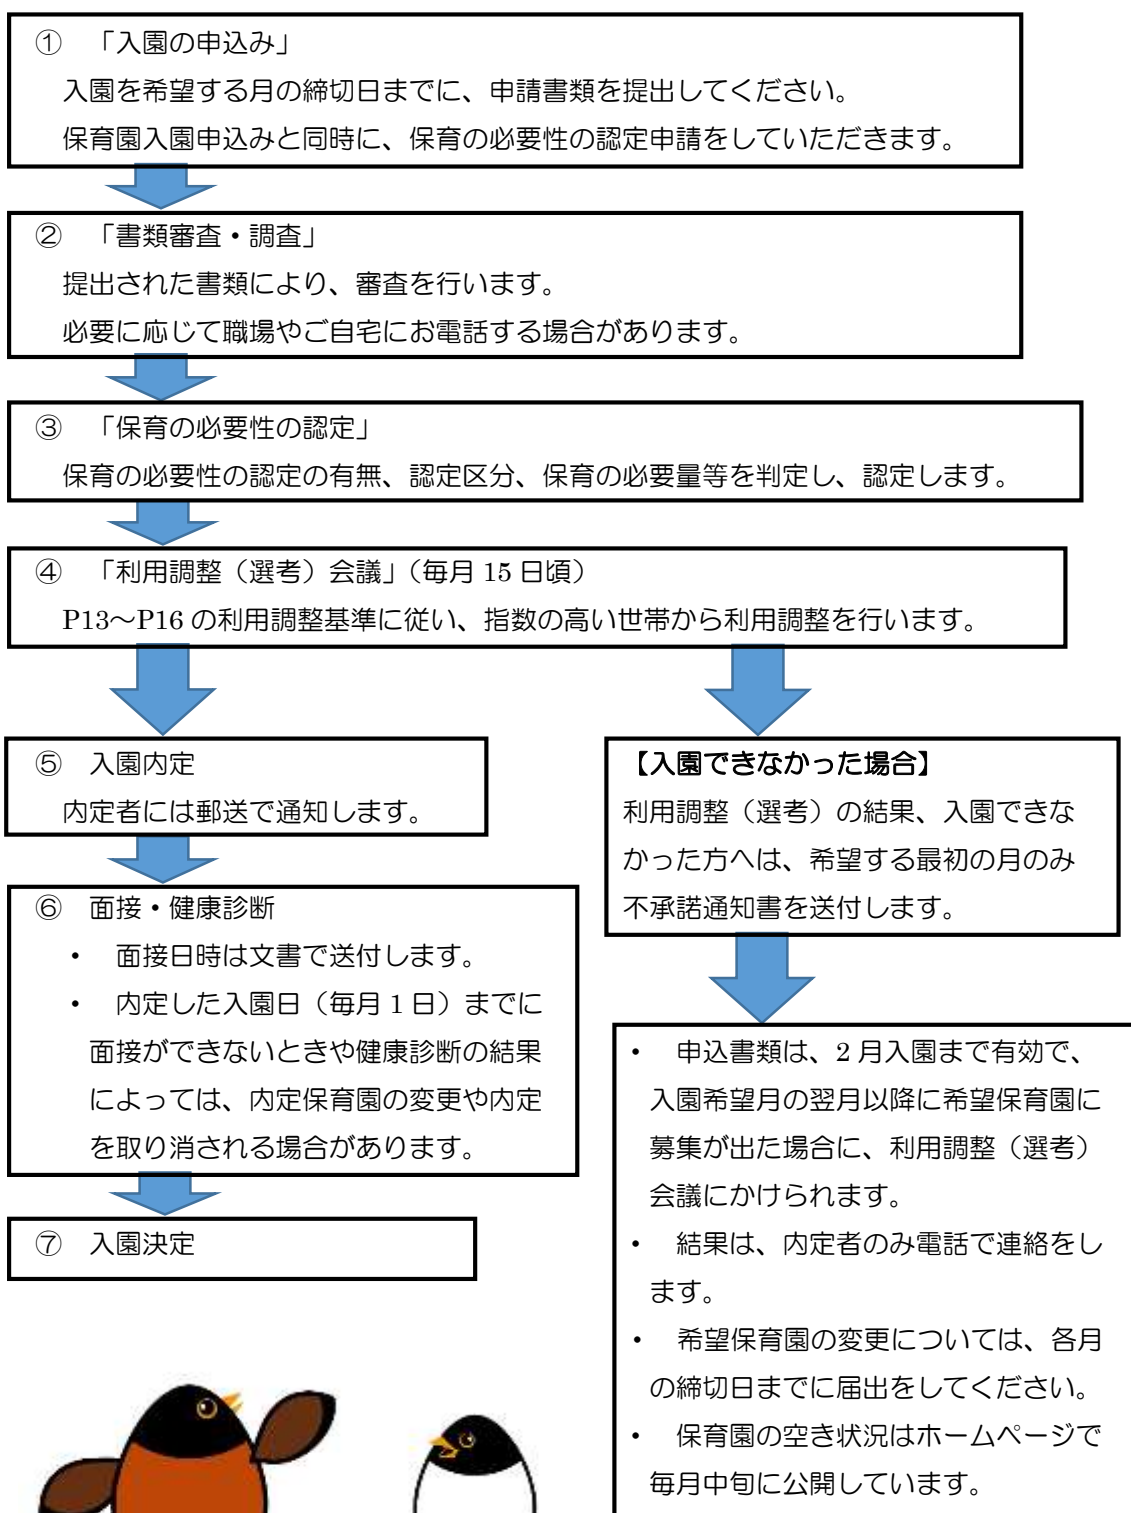 ① 「入園の申込み」
入園を希望する月の締切日までに、申請書類を提出してください。
保育園入園申込みと同時に、保育の必要性の認定申請をしていただきます。
② 「書類審査・調査」
提出された書類により、審査を行います。
必要に応じて職場やご自宅にお電話する場合があります。
③ 「保育の必要性の認定」
保育の必要性の認定の有無、認定区分、保育の必要量等を判定し、認定します。
④ 「利用調整(選考)会議」(毎月 15 日頃)
P13~P16 の利用調整基準に従い、指数の高い世帯から利用調整を行います。
⑤ 入園内定
内定者には郵送で通知します。
⑥ 面接・健康診断
・ 面接日時は文書で送付します。
・ 内定した入園日(毎月 1 日)までに
面接ができないときや健康診断の結果
によっては、内定保育園の変更や内定
を取り消される場合があります。
⑦ 入園決定
【入園できなかった場合】
利用調整(選考)の結果、入園できな
かった方へは、希望する最初の月のみ
不承諾通知書を送付します。
・ 申込書類は、2 月入園まで有効で、
入園希望月の翌月以降に希望保育園に
募集が出た場合に、利用調整(選考)
会議にかけられます。
・ 結果は、内定者のみ電話で連絡をし
ます。
・ 希望保育園の変更については、各月
の締切日までに届出をしてください。
・ 保育園の空き状況はホームページで
毎月中旬に公開しています。